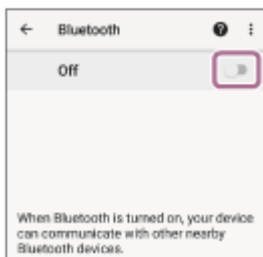 Bluetooth
Off
When Bluetooth is turned on, your device
can communicate with other nearby
Bluetooth devices.